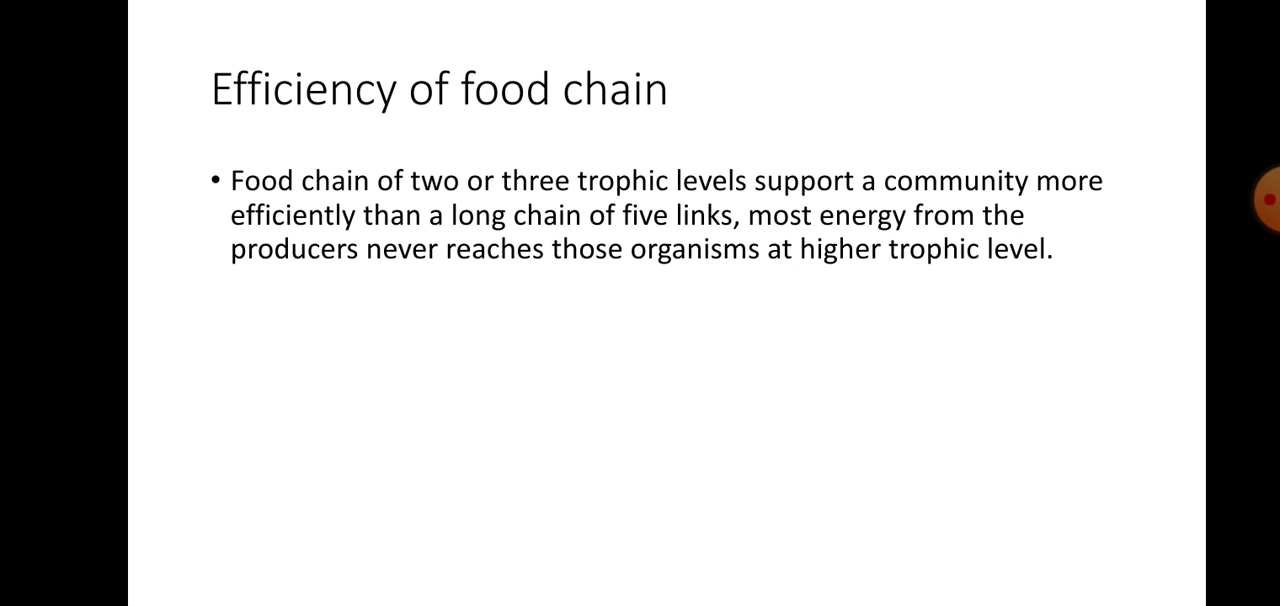 Efficiency of food chain
• Food chain of two or three trophic levels support a community more
efficiently than a long chain of five links, most energy from the
producers never reaches those organisms at higher trophic level.